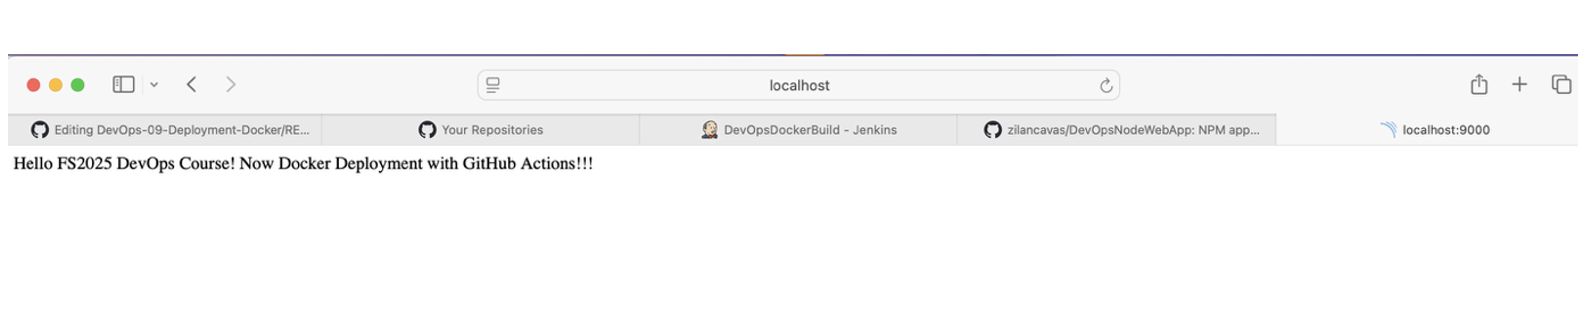 localhost
Editing DevOps-09-Deployment-Docker/RE...
Your Repositories
DevOpsDockerBuild - Jenkins
zilancavas/DevOpsNodeWebApp: NPM app...
localhost:9000
Hello FS2025 DevOps Course! Now Docker Deployment with GitHub Actions!!!